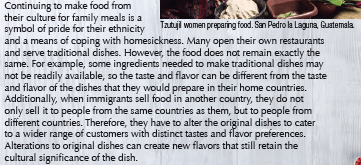 Continuing to make food from
their culture for family meals is a
symbol of pride for their ethnicity
Tzutujil women preparing food. San Pedro la Laguna, Guatemala.
and a means of coping with homesickness. Many open their own restaurants
and serve traditional dishes. However, the food does not remain exactly the
same. For example, some ingredients needed to make traditional dishes may
not be readily available, so the taste and flavor can be different from the taste
and flavor of the dishes that they would prepare in their home countries.
Additionally, when immigrants sell food in another country, they do not
only sell it to people from the same countries as them, but to people from
different countries. Therefore, they have to alter the original dishes to cater
to a wider range of customers with distinct tastes and flavor preferences.
Alterations to original dishes can create new flavors that still retain the
cultural significance of the dish.